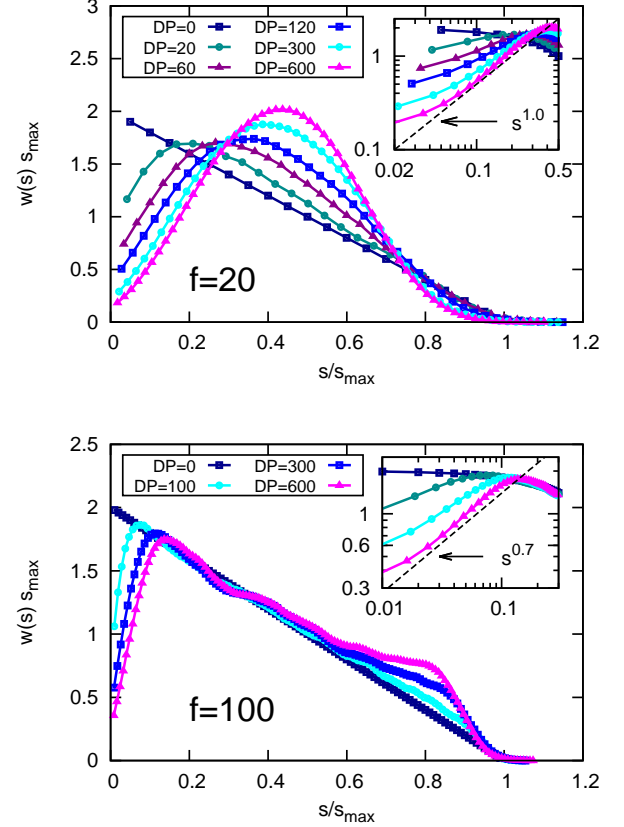 3
2.5
2
1.5
1
0.5
0
w(s) s_max
DP=0
DP=120
DP=20
DP=300
DP=60
DP=600
1
0.1
0.02
0.1
0.5
s^1.0
f=20
0
0.2
0.4
0.6
0.8
1
1.2
s/s_max
2.5
2
1.5
1
0.5
0
w(s) s_max
DP=0
DP=300
DP=100
DP=600
1
0.6
0.3
0.01
0.1
s^0.7
f=100
0
0.2
0.4
0.6
0.8
1
1.2
s/s_max